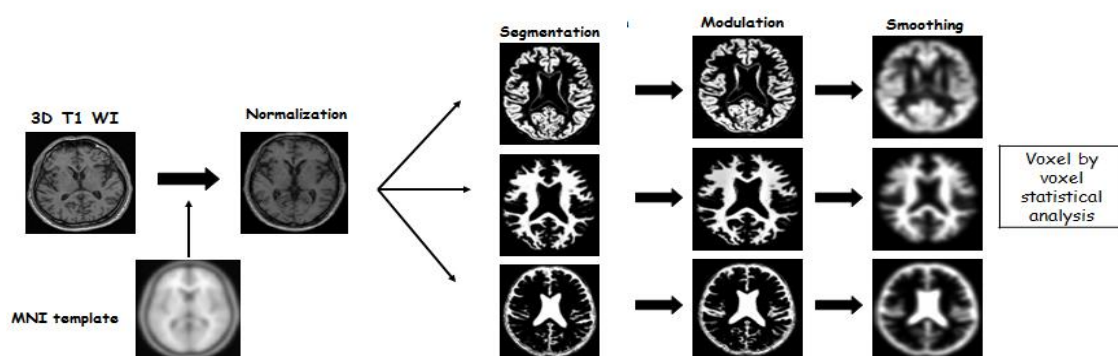 Segmentation
Modulation
Smoothing
3D T1 WI
Normalization
MNI template
Voxel by
voxel
statistical
analysis